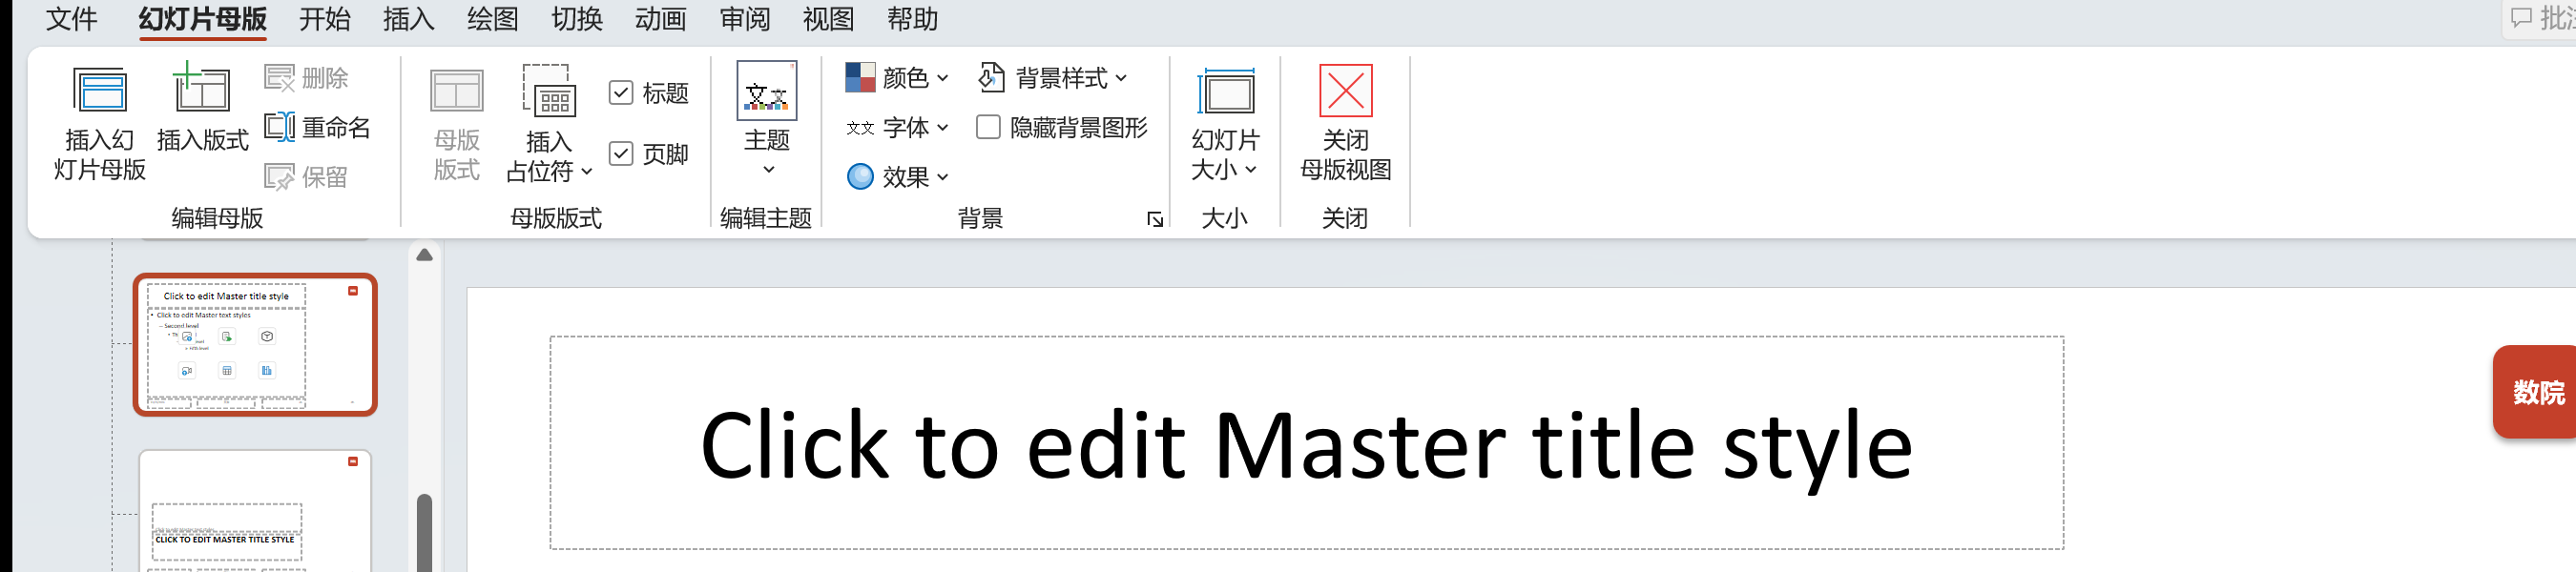 文件 幻灯片母版 开始 插入 绘图 切换 动画 审阅 视图 帮助
插入幻
灯片母版
插入版式
删除
重命名
保留
编辑母版
母版
版式
插入
占位符
标题
页脚
母版版式
文文
主题
编辑主题
颜色
文文 字体
效果
背景样式
隐藏背景图形
背景
幻灯片
大小
大小
关闭
母版视图
关闭
Click to edit Master title style
• Click to edit Master text styles
– Second level
CLICK TO EDIT MASTER TITLE STYLE
Click to edit Master title style
数院